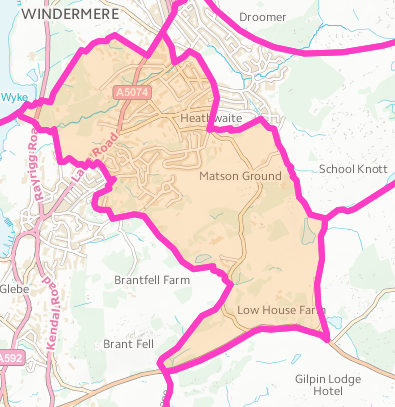 WINDERMERE
Droomer
Wyke
A5074
Heathwaite
Rayrigg Road
Lake Road
School Knott
Matson Ground
Brantfell Farm
Glebe
Kendal Road
Low House Farm
Brant Fell
A592
Gilpin Lodge
Hotel